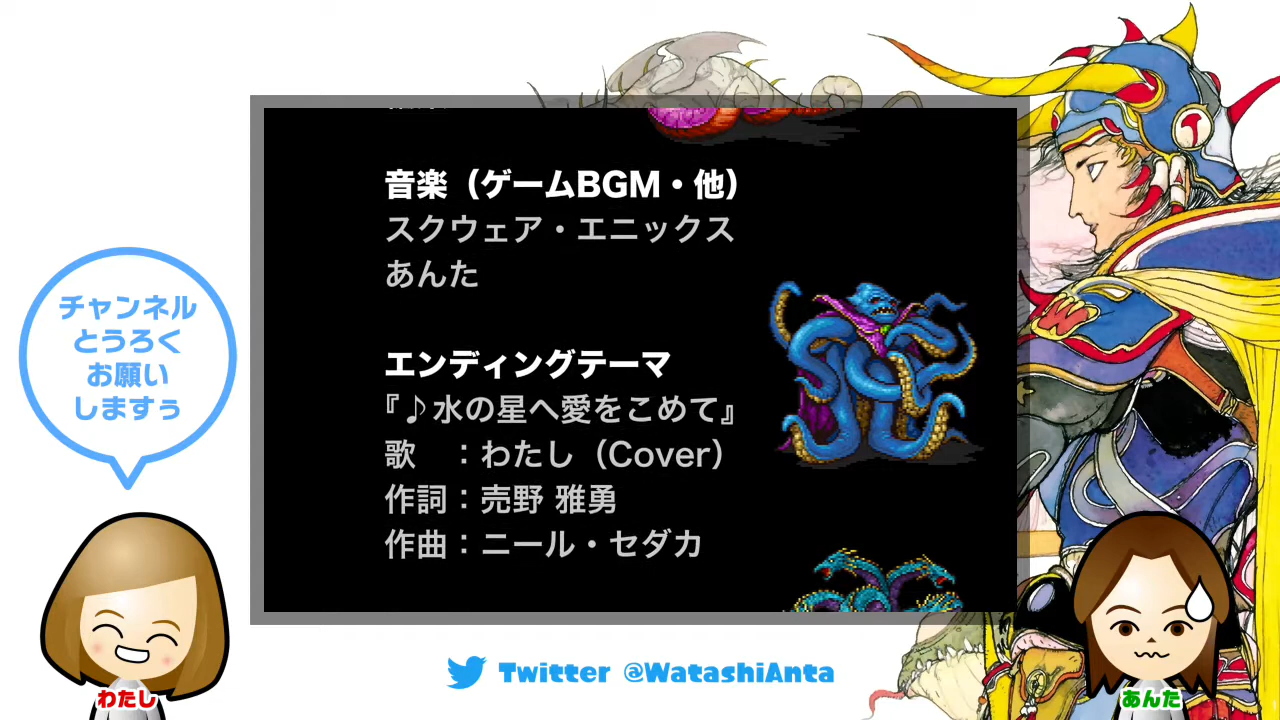 音楽（ゲームBGM・他）
スクウェア・エニックス
あんた
エンディングテーマ
『♪水の星へ愛をこめて』
歌　：わたし（Cover）
作詞：売野 雅勇
作曲：ニール・セダカ
チャンネル
とうろく
お願い
しますぅ
わたし
Twitter @WatashiAnta
あんた